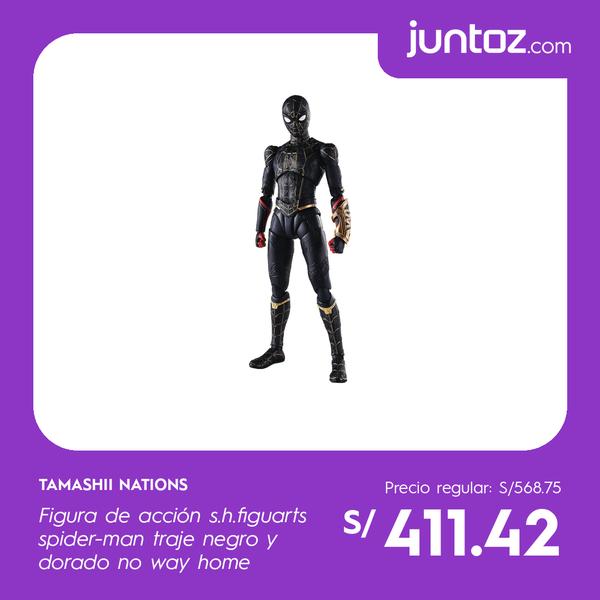 juntoz.com
TAMASHII NATIONS
Figura de acción s.h.figuarts
spider-man traje negro y
dorado no way home
Precio regular: S/568.75
S/ 411.42